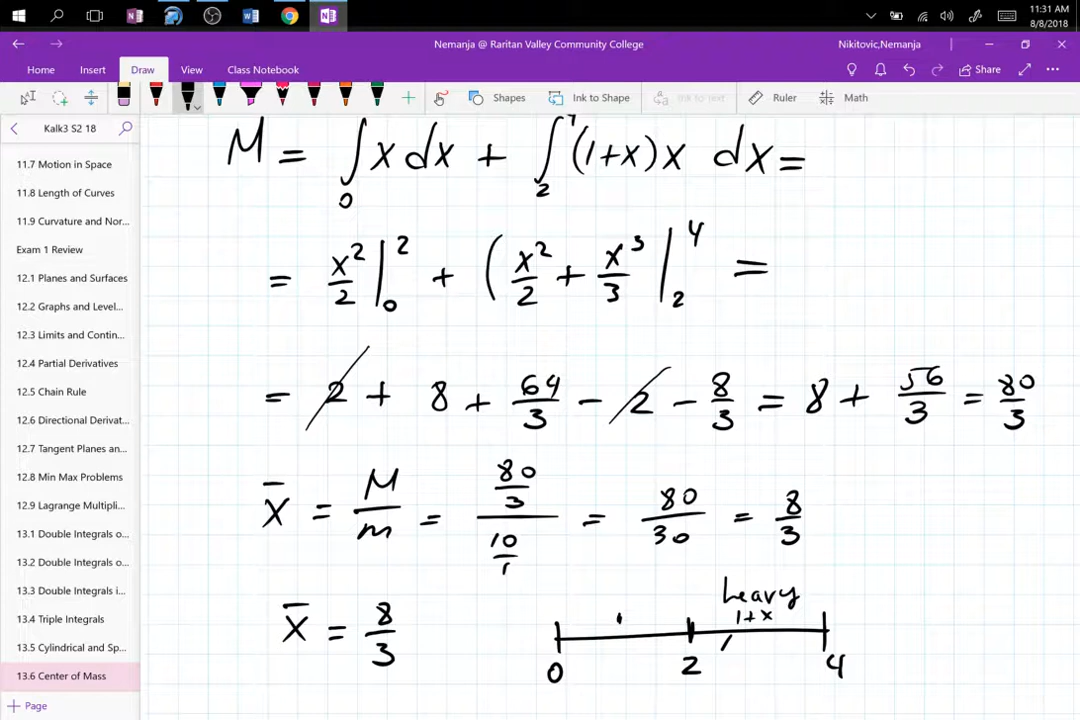 11:31 AM
8/8/2018
Nemanja @ Raritan Valley Community College
Nikitovic,Nemanja
Home Insert Draw View Class Notebook
Share
Shapes Ink to Shape Ink to Text Ruler Math
Kalk3 S2 18
11.7 Motion in Space
11.8 Length of Curves
11.9 Curvature and Nor...
Exam 1 Review
12.1 Planes and Surfaces
12.2 Graphs and Level...
12.3 Limits and Contin...
12.4 Partial Derivatives
12.5 Chain Rule
12.6 Directional Derivat...
12.7 Tangent Planes an...
12.8 Min Max Problems
12.9 Lagrange Multipli...
13.1 Double Integrals o...
13.2 Double Integrals o...
13.3 Double Integrals i...
13.4 Triple Integrals
13.5 Cylindrical and Sp...
13.6 Center of Mass
+ Page
M = ∫₀ x dx + ∫₂ (1+x)x dx =
= x²/2 |₀² + (x²/2 + x³/3 |₂⁴ =
= 2 + 8 + 64/3 - 2 - 8/3 = 8 + 56/3 = 80/3
x̄ = M/m = (80/3)/(10/1) = 80/30 = 8/3
x̄ = 8/3
heavy
1+x
0 2 4